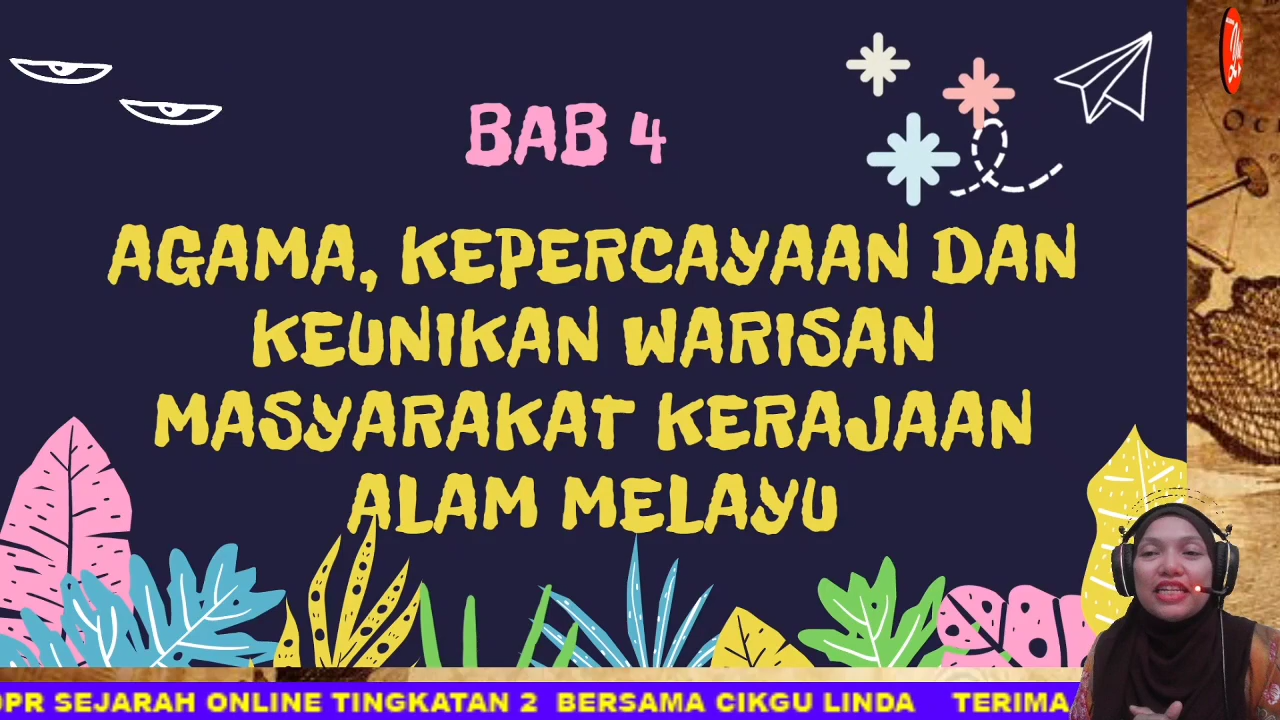 BAB 4
AGAMA, KEPERCAYAAN DAN
KEUNIKAN WARISAN
MASYARAKAT KERAJAAN
ALAM MELAYU
PR SEJARAH ONLINE TINGKATAN 2 BERSAMA CIKGU LINDA TERIMA